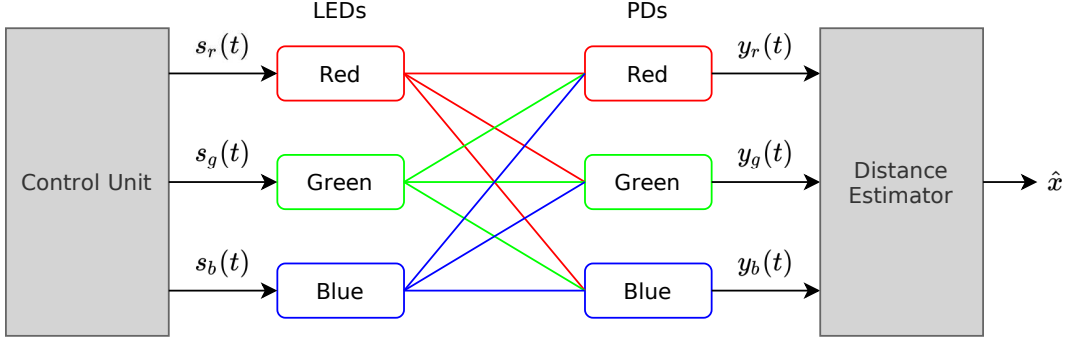 LEDs
PDs
Control Unit
s_r(t)
Red
Red
y_r(t)
s_g(t)
Green
Green
y_g(t)
s_b(t)
Blue
Blue
y_b(t)
Distance
Estimator
x̂